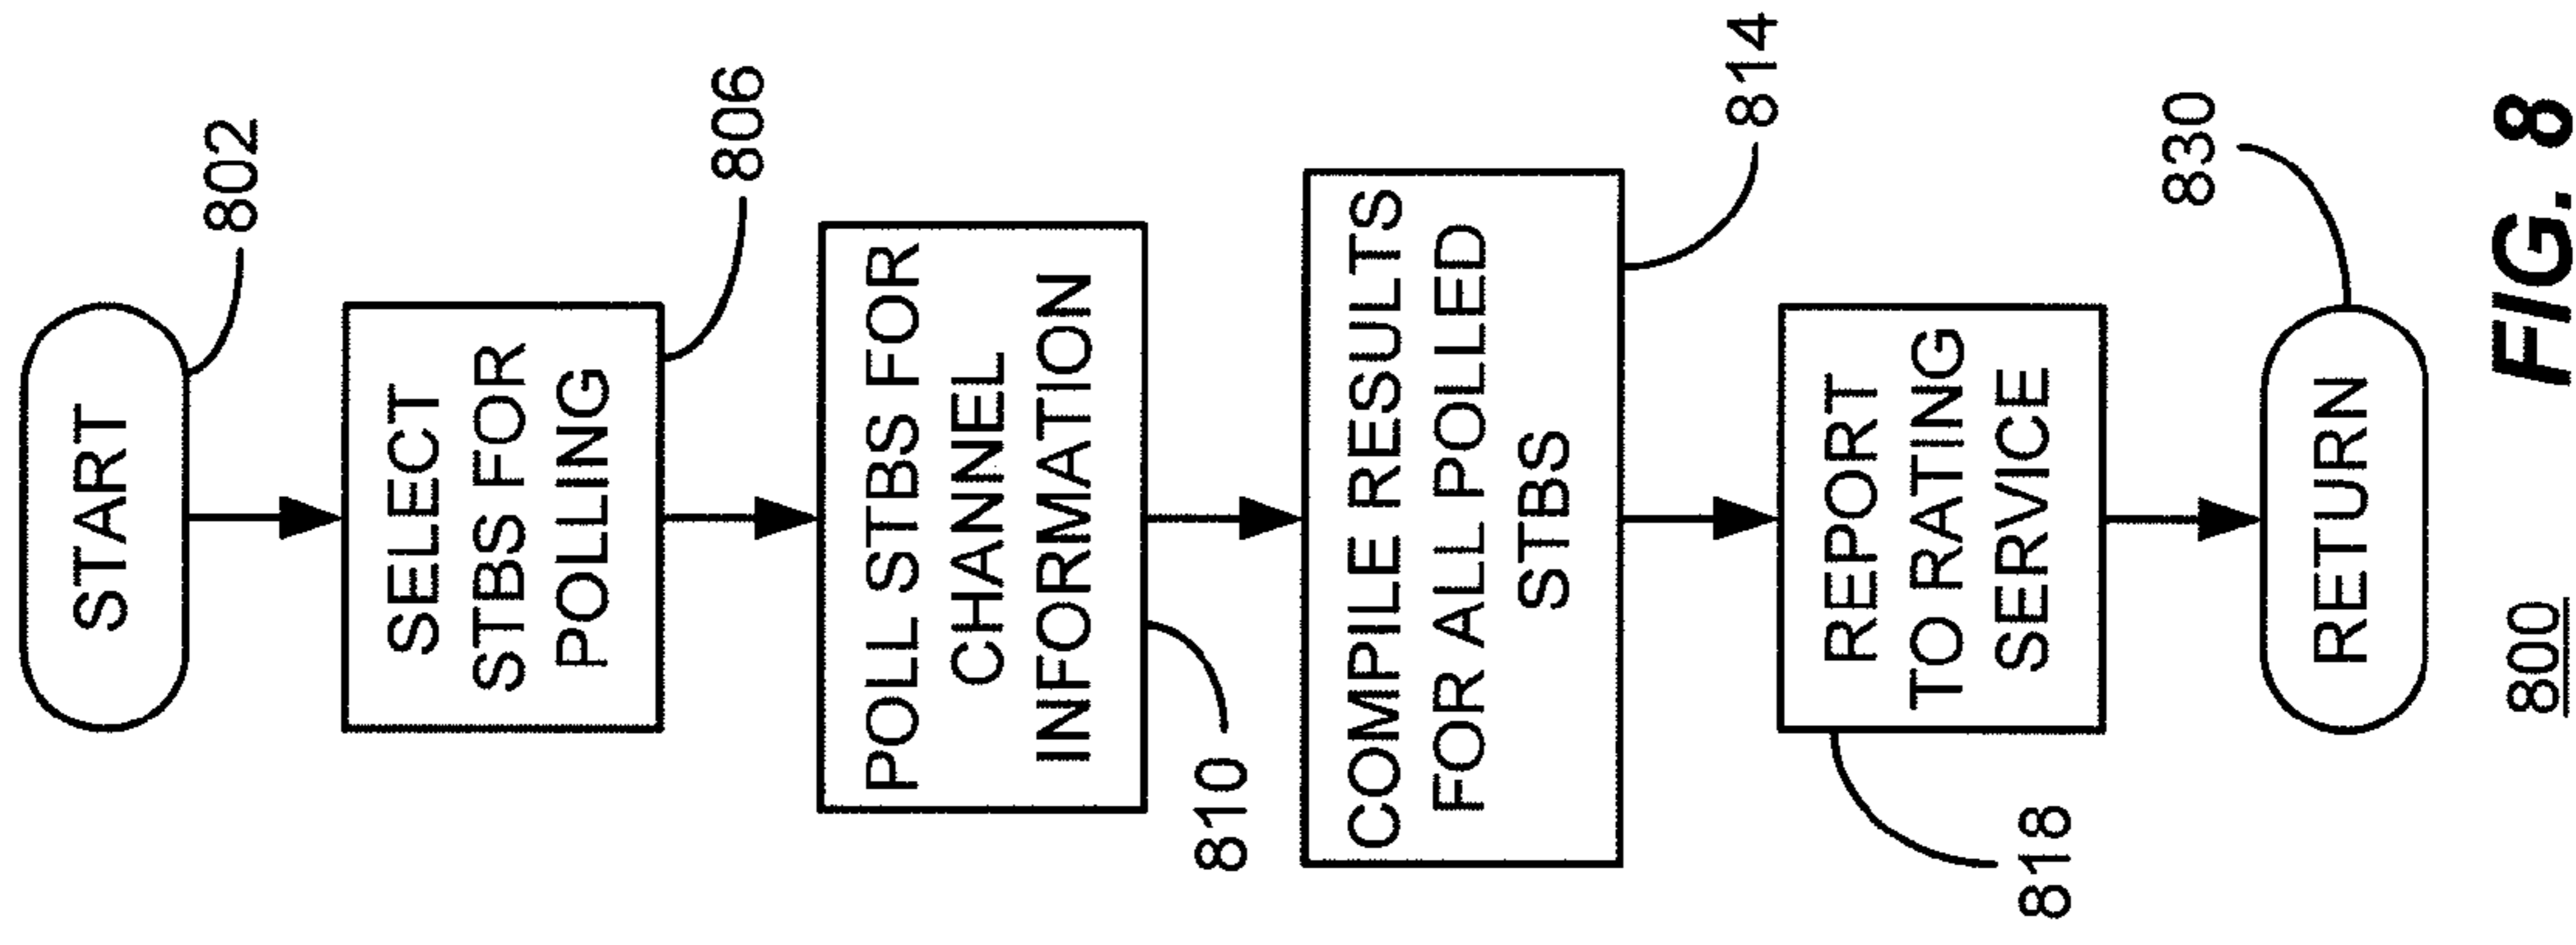 START
802
SELECT
STBS FOR
POLLING
806
POLL STBS FOR
CHANNEL
INFORMATION
810
COMPILE RESULTS
FOR ALL POLLED
STBS
814
REPORT
TO RATING
SERVICE
818
RETURN
830
800
FIG. 8